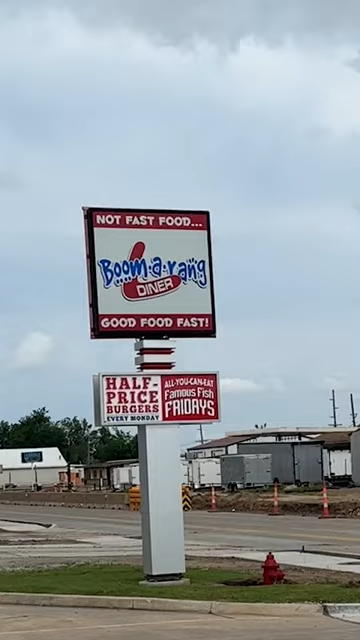 NOT FAST FOOD...
Boom-a-rang
DINER
GOOD FOOD FAST!
HALF-
PRICE
BURGERS
EVERY MONDAY
ALL-YOU-CAN-EAT
Famous Fish
FRIDAYS